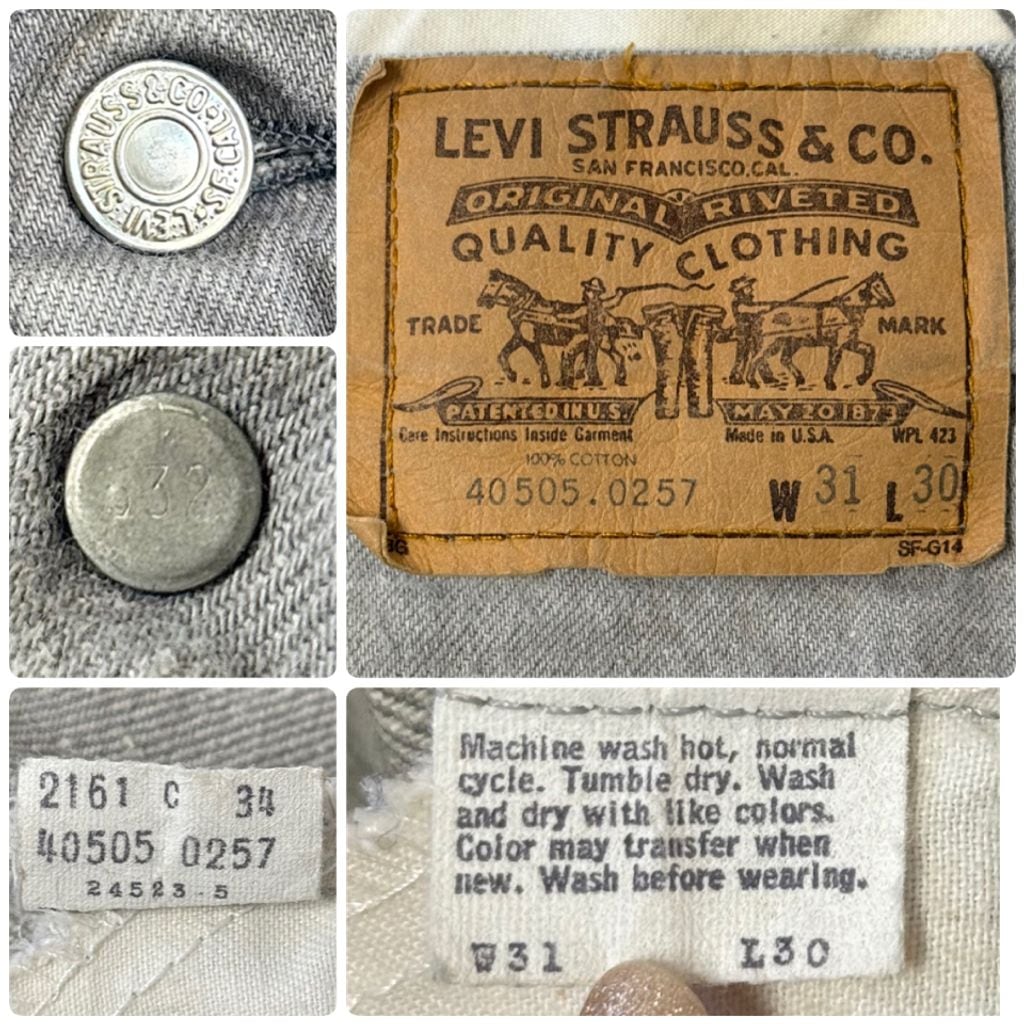 LEVI STRAUSS & CO. S.F. CAL.
LEVI STRAUSS & CO.
SAN FRANCISCO, CAL.
ORIGINAL RIVETED
QUALITY CLOTHING
TRADE MARK
PATENTED IN U.S. MAY 20 1873
Care Instructions Inside Garment Made in U.S.A. WPL 423
100% COTTON
40505.0257 W 31 L 30
SF-G14
2161 C 34
40505 0257
24523-5
Machine wash hot, normal
cycle. Tumble dry. Wash
and dry with like colors.
Color may transfer when
new. Wash before wearing.
W31 L30